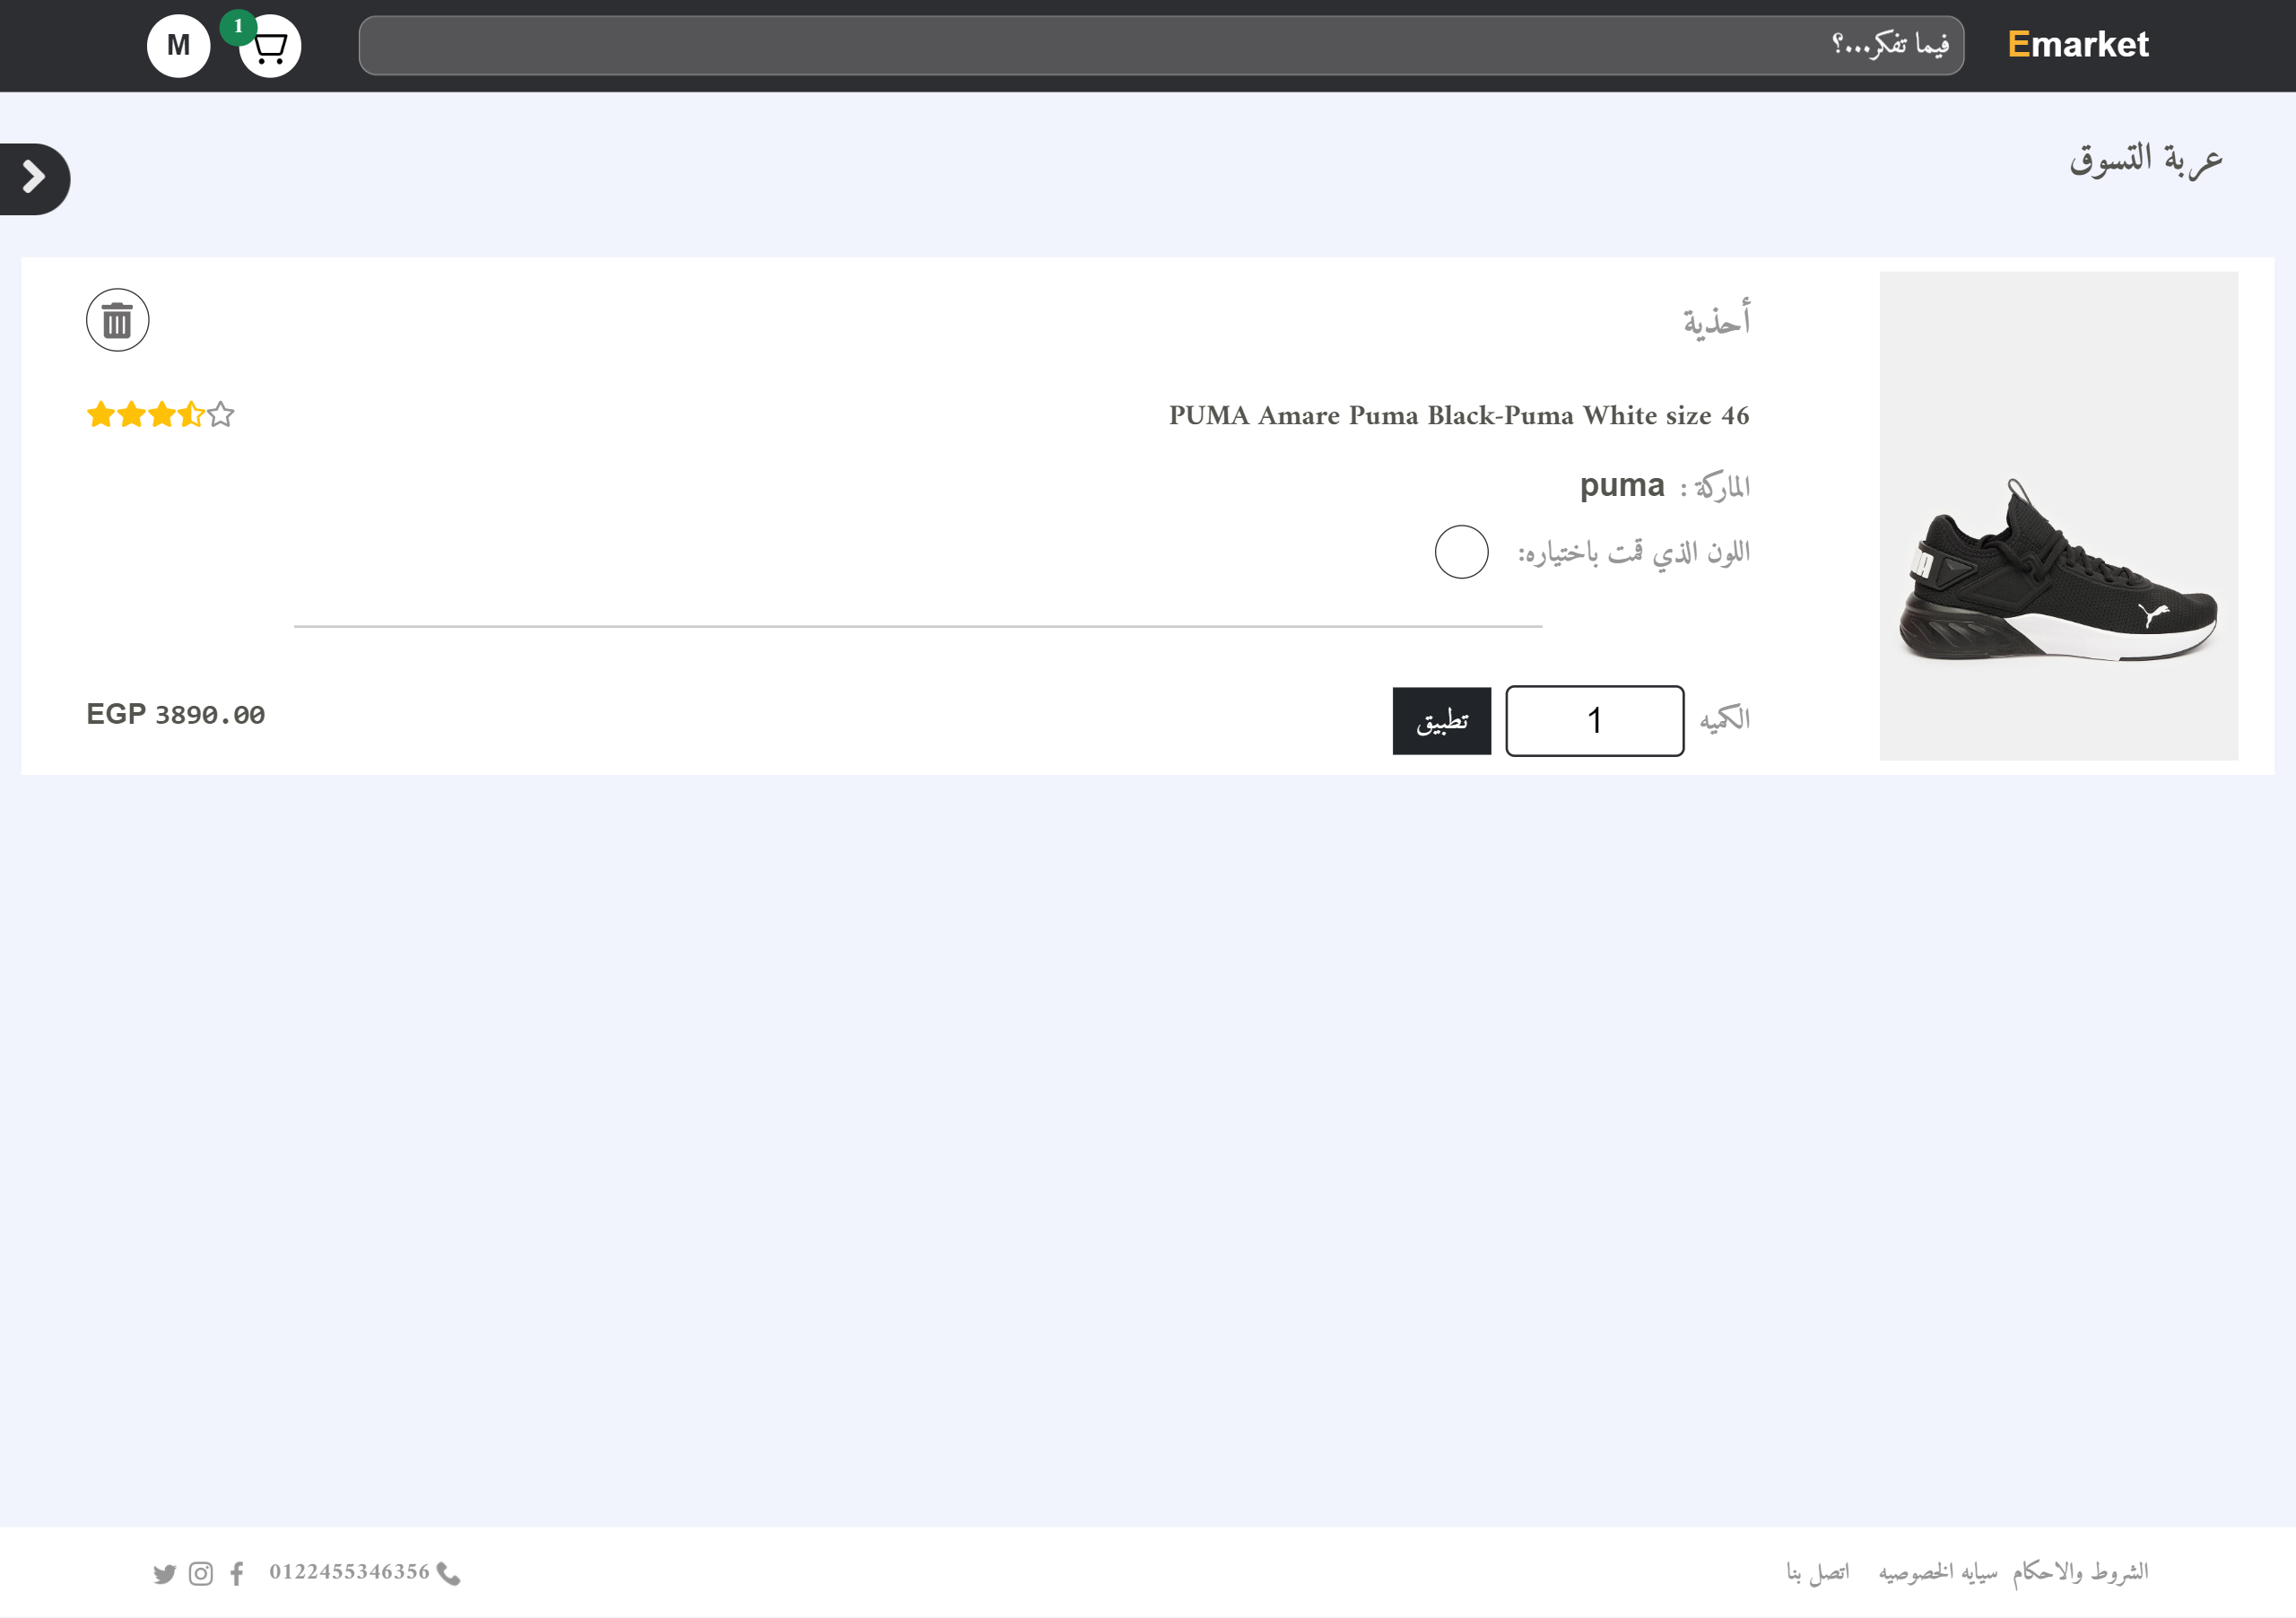 Emarket
فيما تفكر...؟
1
M
عربة التسوق
أحذية
PUMA Amare Puma Black-Puma White size 46
الماركة : puma
اللون الذي قمت باختياره:
الكميه 1 تطبيق
EGP 3890.00
الشروط والاحكام سيايه الخصوصيه اتصل بنا
0122455346356